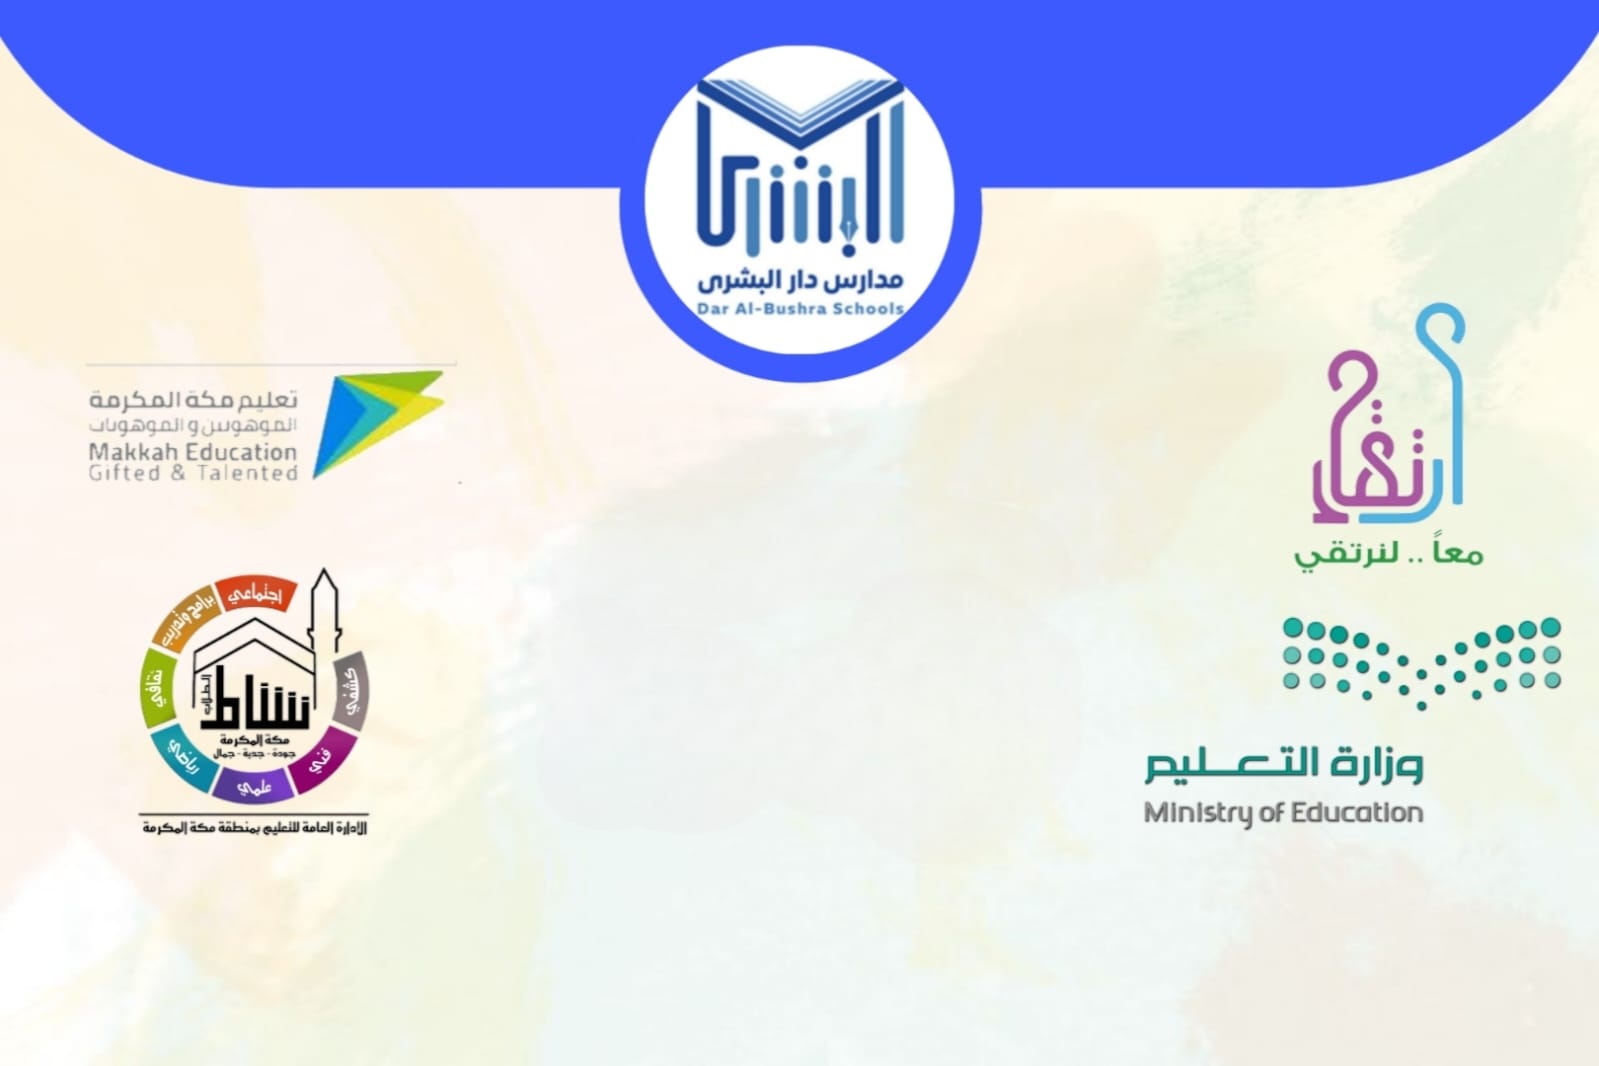 البشرى
مدارس دار البشرى
Dar Al-Bushra Schools
ارتقاء
معاً .. لنرتقي
وزارة التعليم
Ministry of Education
تعليم مكة المكرمة
الموهوبين والموهوبات
Makkah Education
Gifted & Talented
اجتماعي
برامج وتدريب
ثقافي
رياضي
علمي
فني
كشفي
نشاط
الطلاب
مكة المكرمة
جودة - جدية - جمال
الإدارة العامة للتعليم بمنطقة مكة المكرمة